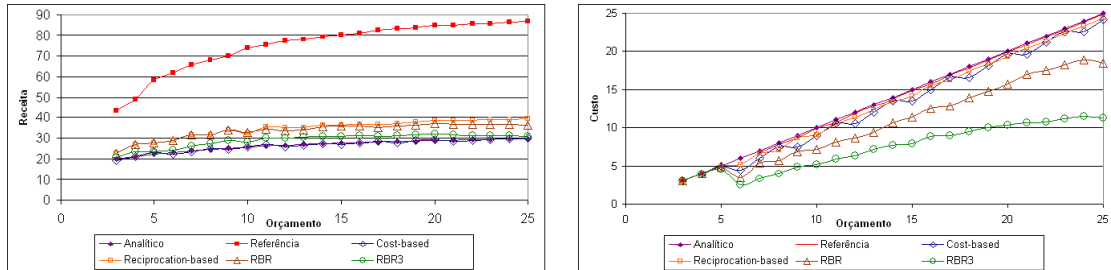 90
80
70
60
50
40
30
20
10
0
Receita
0 5 10 15 20 25
Orçamento
Analítico Referência Cost-based
Reciprocation-based RBR RBR3
25
20
15
10
5
0
Custo
0 5 10 15 20 25
Orçamento
Analítico Referência Cost-based
Reciprocation-based RBR RBR3